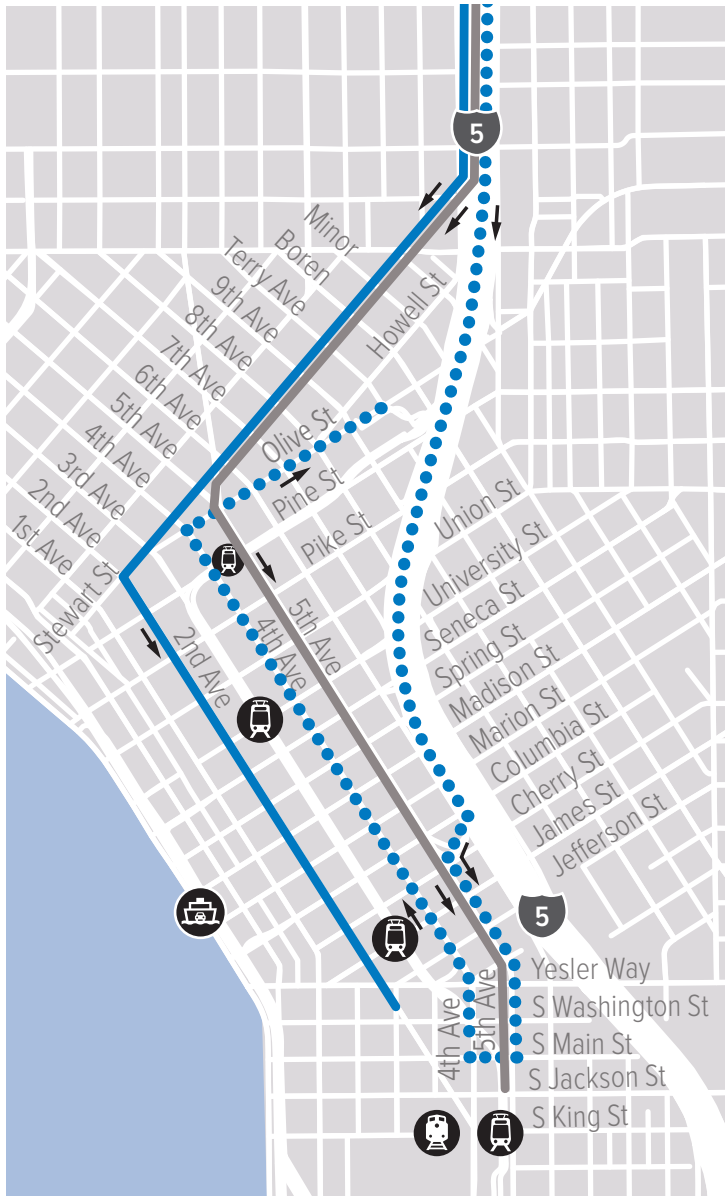 5
Minor
Boren
Terry Ave
9th Ave
8th Ave
7th Ave
6th Ave
5th Ave
4th Ave
3rd Ave
2nd Ave
1st Ave
Stewart St
Howell St
Olive St
Pine St
Pike St
Union St
University St
Seneca St
Spring St
Madison St
Marion St
Columbia St
Cherry St
James St
Jefferson St
2nd Ave
4th Ave
5th Ave
5
4th Ave
5th Ave
Yesler Way
S Washington St
S Main St
S Jackson St
S King St